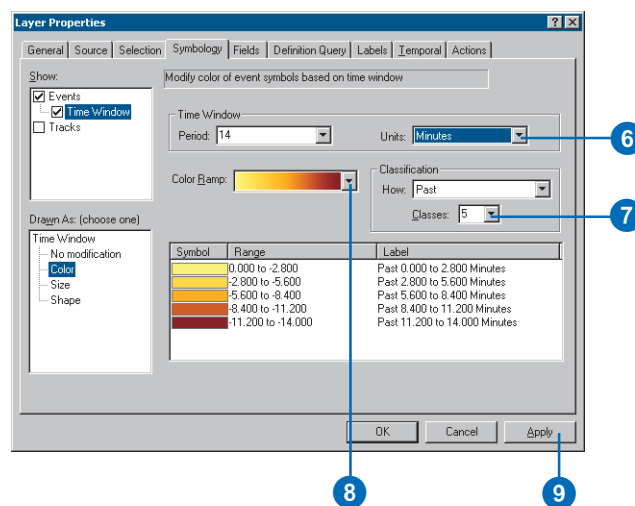 Layer Properties
General Source Selection Symbology Fields Definition Query Labels Temporal Actions
Show:
Events
Time Window
Tracks
Modify color of event symbols based on time window
Time Window
Period: 14
Units: Minutes
6
Color Ramp:
Classification
How: Past
Classes: 5
7
Drawn As: (choose one)
Time Window
No modification
Color
Size
Shape
Symbol Range Label
0.000 to -2.800 Past 0.000 to 2.800 Minutes
-2.800 to -5.600 Past 2.800 to 5.600 Minutes
-5.600 to -8.400 Past 5.600 to 8.400 Minutes
-8.400 to -11.200 Past 8.400 to 11.200 Minutes
-11.200 to -14.000 Past 11.200 to 14.000 Minutes
OK Cancel Apply
8
9